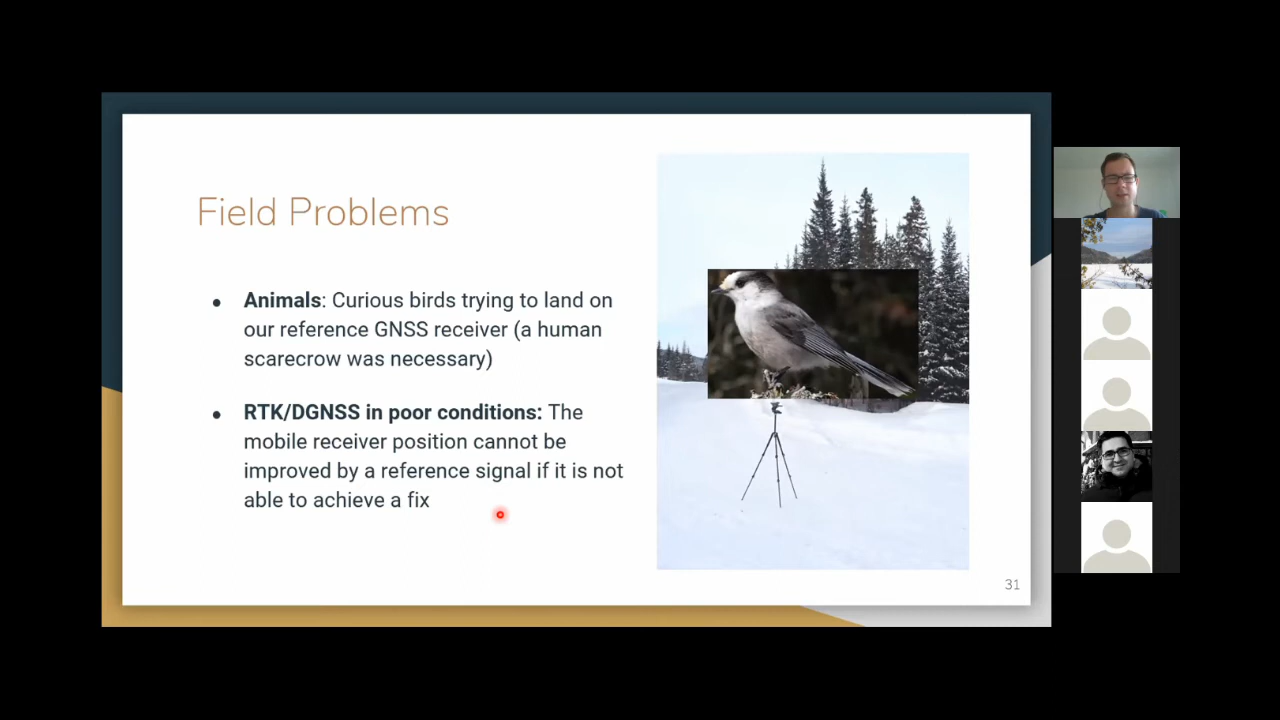 Field Problems
● Animals: Curious birds trying to land on
our reference GNSS receiver (a human
scarecrow was necessary)
● RTK/DGNSS in poor conditions: The
mobile receiver position cannot be
improved by a reference signal if it is not
able to achieve a fix
31